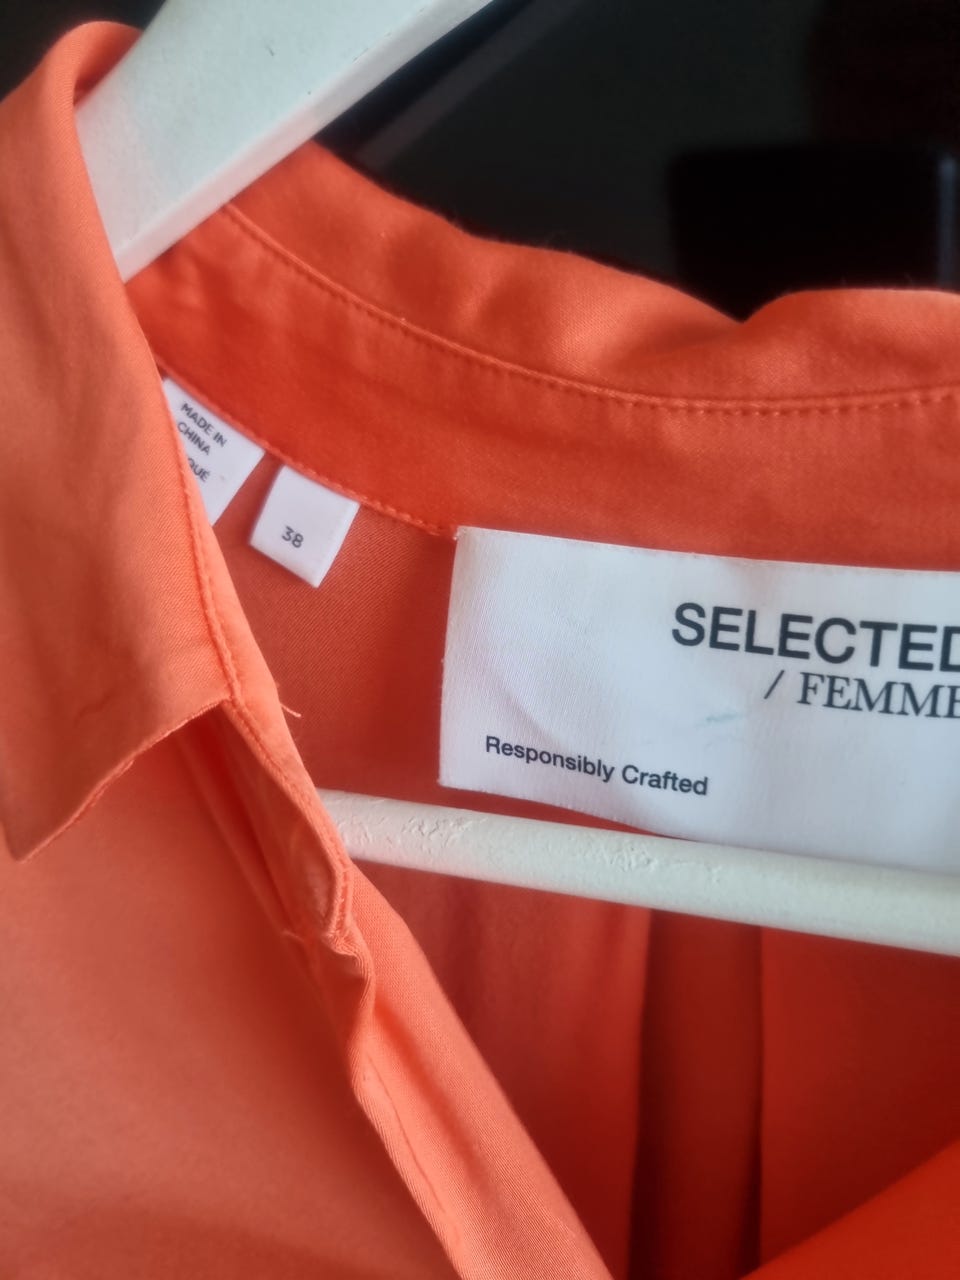 MADE IN
CHINA
38
SELECTED
/ FEMME
Responsibly Crafted